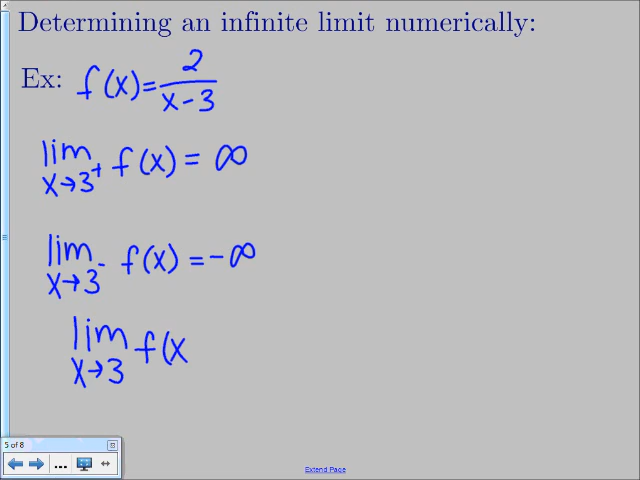 Determining an infinite limit numerically:
Ex: f(x) = 2/(x-3)
lim x→3⁺ f(x) = ∞
lim x→3⁻ f(x) = -∞
lim x→3 f(x
5 of 8
...
Extend Page